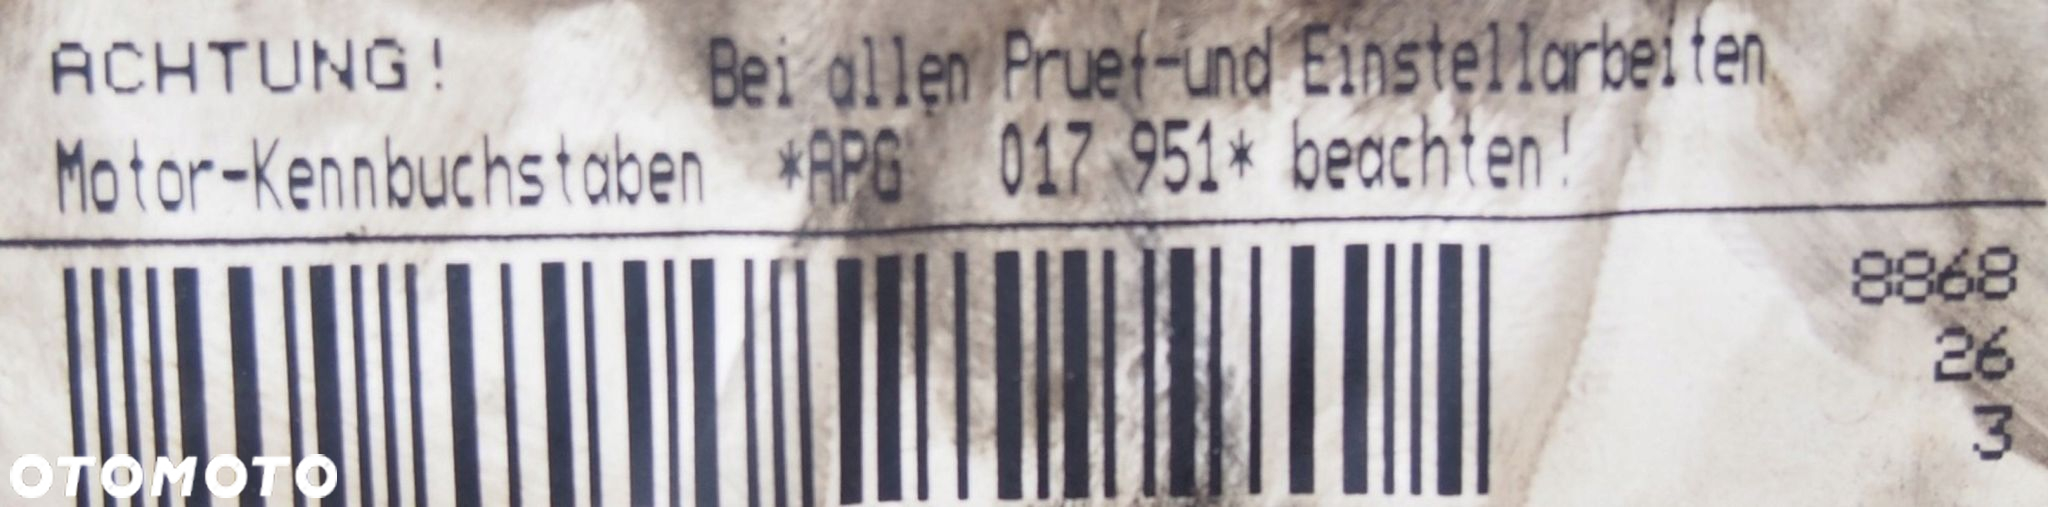 ACHTUNG! Bei allen Pruef-und Einstellarbeiten
Motor-Kennbuchstaben *APG 017 951* beachten!
8868
26
3
OTOMOTO